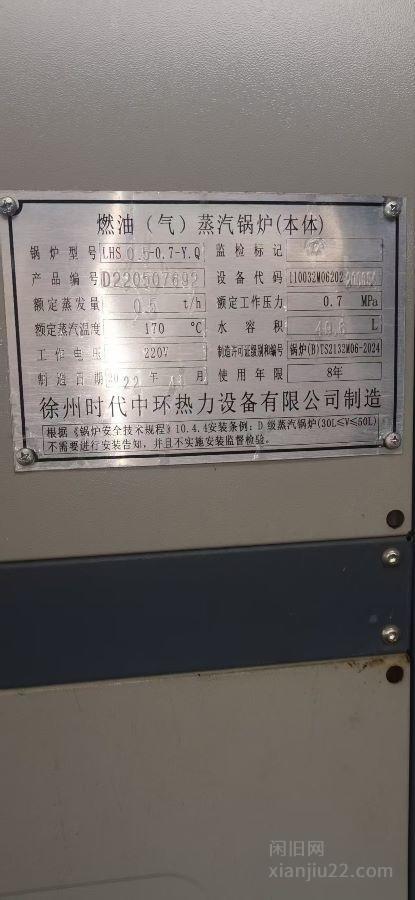 燃油（气）蒸汽锅炉(本体)
锅炉型号 LHS 0.5-0.7-Y.Q 监检标记
产品编号 D220507692 设备代码 110032M06202
额定蒸发量 0.5 t/h 额定工作压力 0.7 MPa
额定蒸汽温度 170 ℃ 水容积 49.6 L
工作电压 220V 制造许可证级别和编号 锅炉(B)TS2132M06-2024
制造日期 2022 年 11 月 使用年限 8年
徐州时代中环热力设备有限公司制造
根据《锅炉安全技术规程》10.4.4安装条例：D 级蒸汽锅炉(30L≤V≤50L)
不需要进行安装告知，并且不实施安装监督检验。
闲旧网
xianjiu22.com